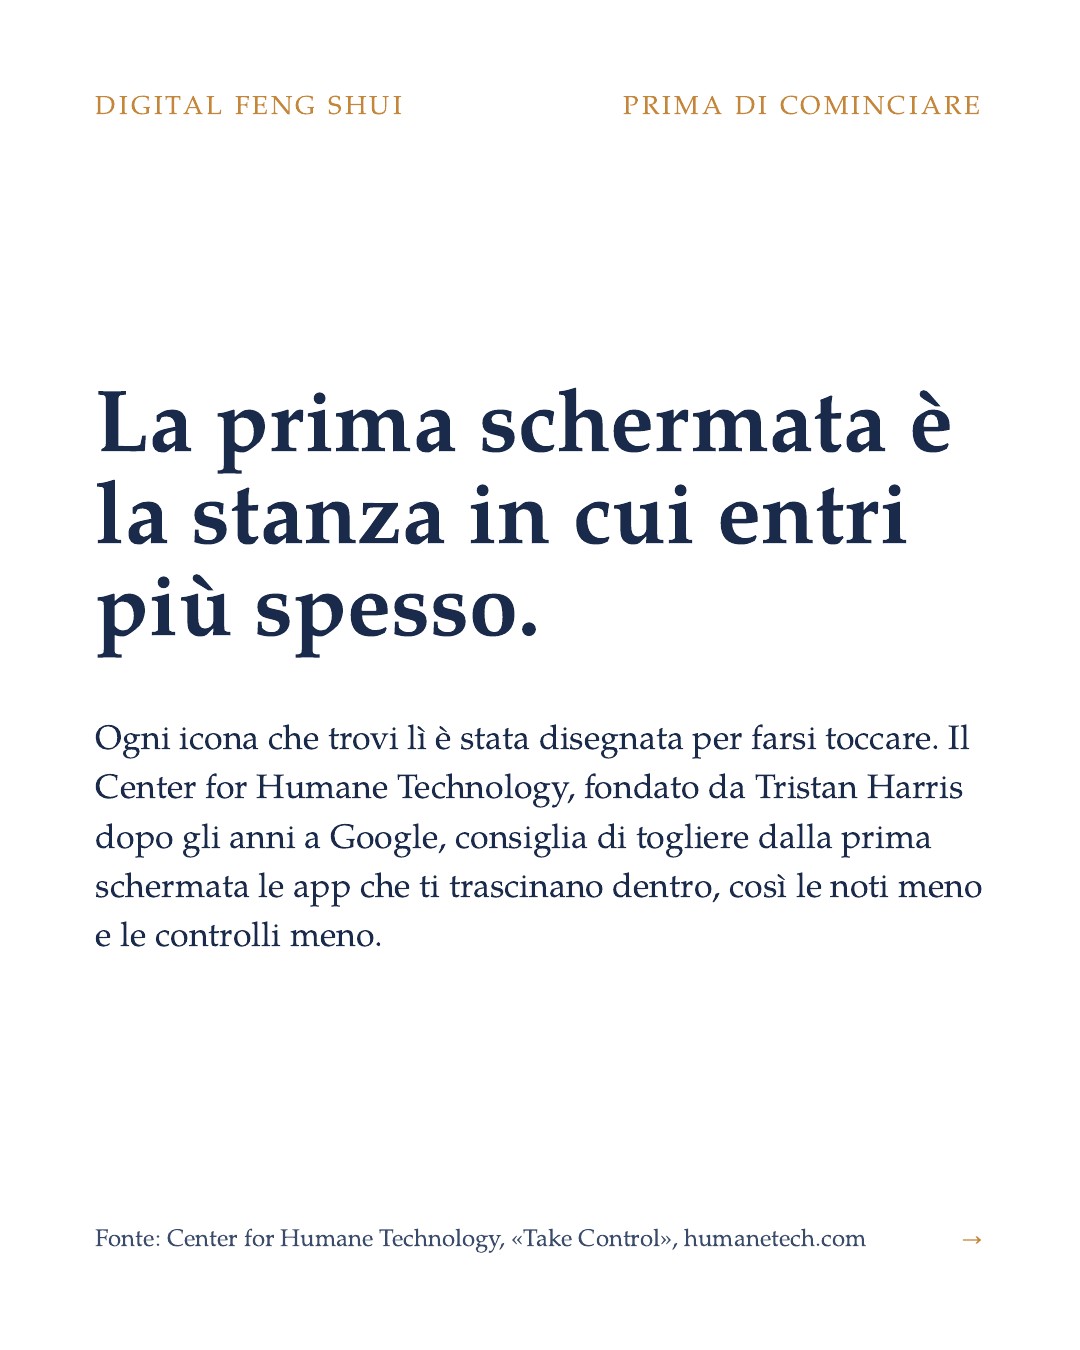 DIGITAL FENG SHUI
PRIMA DI COMINCIARE
La prima schermata è
la stanza in cui entri
più spesso.
Ogni icona che trovi lì è stata disegnata per farsi toccare. Il
Center for Humane Technology, fondato da Tristan Harris
dopo gli anni a Google, consiglia di togliere dalla prima
schermata le app che ti trascinano dentro, così le noti meno
e le controlli meno.
Fonte: Center for Humane Technology, «Take Control», humanetech.com →